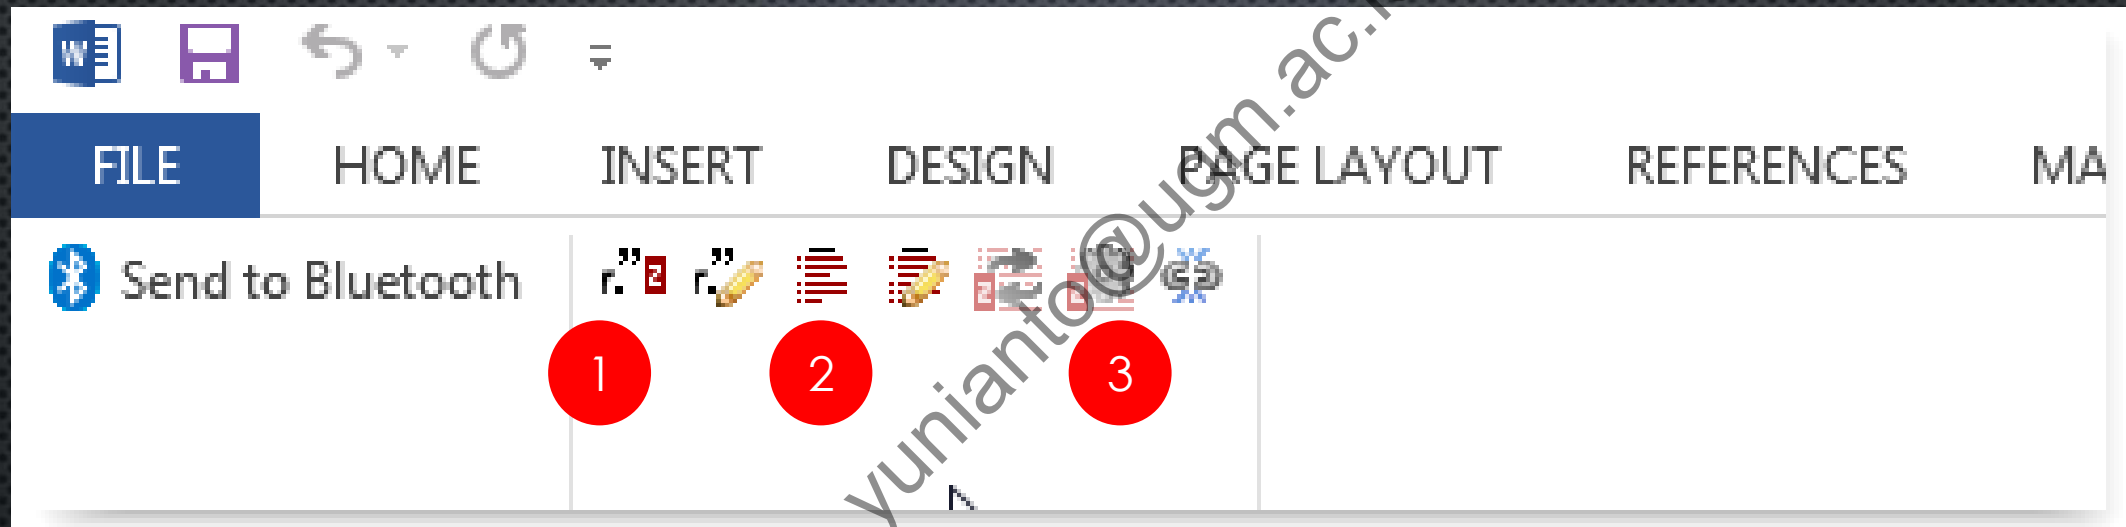 FILE HOME INSERT DESIGN PAGE LAYOUT REFERENCES MA
Send to Bluetooth
1 2 3
yunianto@ugm.ac.